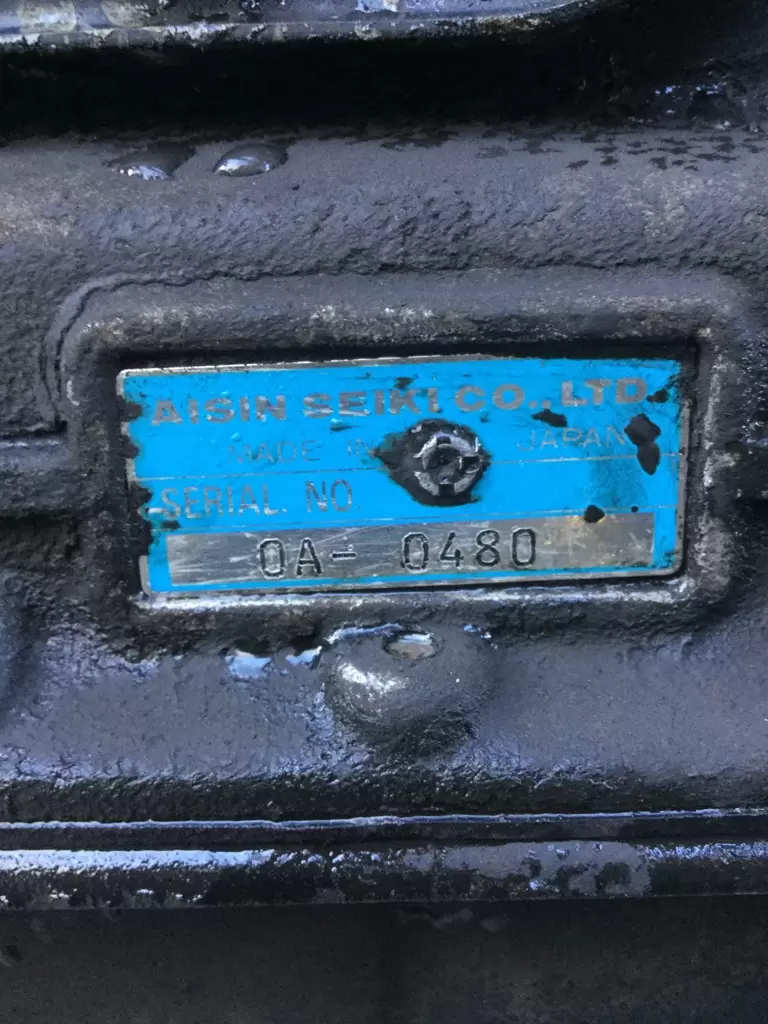 AISIN SEIKI CO., LTD.
MADE IN JAPAN
SERIAL. NO.
0A- 0480